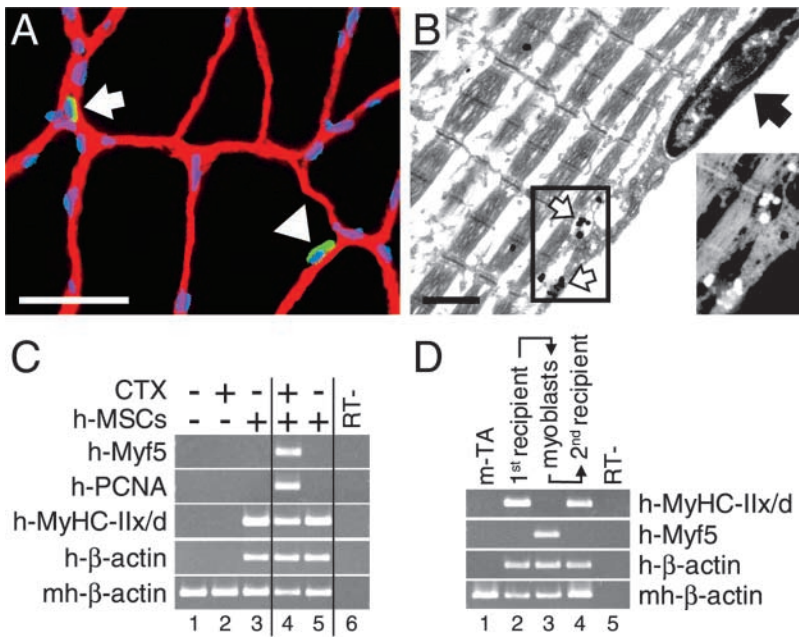 A
B
C
CTX - + - + -
h-MSCs - - + + + RT-
h-Myf5
h-PCNA
h-MyHC-IIx/d
h-β-actin
mh-β-actin
1 2 3 4 5 6
D
m-TA 1st recipient myoblasts 2nd recipient RT-
h-MyHC-IIx/d
h-Myf5
h-β-actin
mh-β-actin
1 2 3 4 5